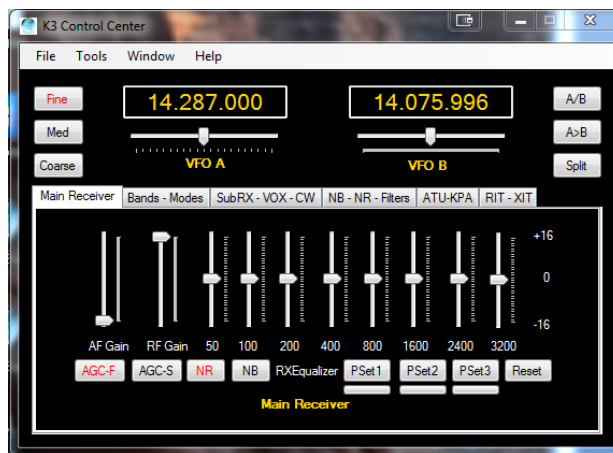 K3 Control Center
File Tools Window Help
Fine 14.287.000 14.075.996 A/B
Med A>B
VFO A VFO B
Coarse Split
Main Receiver Bands - Modes SubRX - VOX - CW NB - NR - Filters ATU-KPA RIT - XIT
+16
0
-16
AF Gain RF Gain 50 100 200 400 800 1600 2400 3200
AGC-F AGC-S NR NB RXEqualizer PSet1 PSet2 PSet3 Reset
Main Receiver